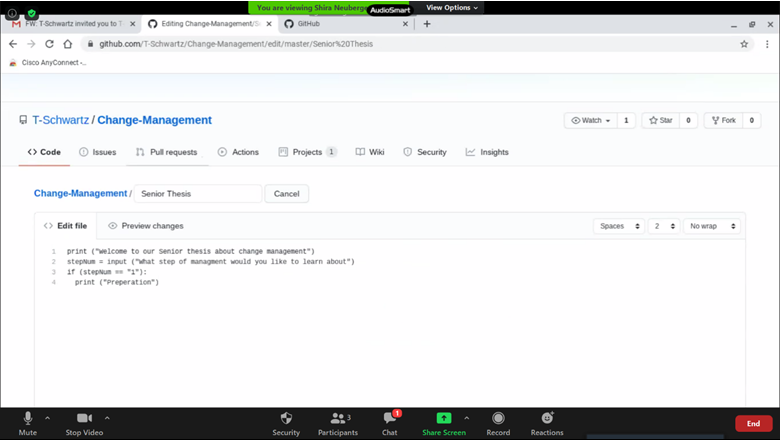 You are viewing Shira Neuberge
AudioSmart
View Options
FW: T-Schwartz invited you to T
Editing Change-Management/Se
GitHub
github.com/T-Schwartz/Change-Management/edit/master/Senior%20Thesis
Cisco AnyConnect -...
T-Schwartz / Change-Management
Watch 1 Star 0 Fork 0
Code Issues Pull requests Actions Projects 1 Wiki Security Insights
Change-Management / Senior Thesis Cancel
Edit file Preview changes Spaces 2 No wrap
1 print ("Welcome to our Senior thesis about change management")
2 stepNum = input ("What step of managment would you like to learn about")
3 if (stepNum == "1"):
4 print ("Preperation")
Mute Stop Video Security Participants 3 Chat 1 Share Screen Record Reactions End